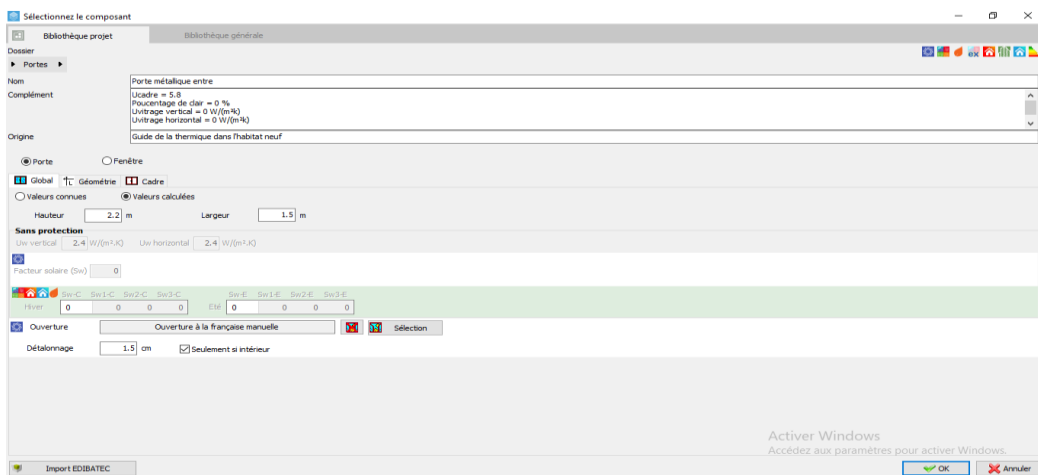 Sélectionnez le composant
Bibliothèque projet Bibliothèque générale
Dossier
Portes
Nom Porte métallique entre
Complément Ucadre = 5.8
Poucentage de clair = 0 %
Uvitrage vertical = 0 W/(m²k)
Uvitrage horizontal = 0 W/(m²k)
Origine Guide de la thermique dans l'habitat neuf
Porte Fenêtre
Global Géométrie Cadre
Valeurs connues Valeurs calculées
Hauteur 2.2 m Largeur 1.5 m
Sans protection
Uw vertical 2.4 W/(m².K) Uw horizontal 2.4 W/(m².K)
Facteur solaire (Sw) 0
Sw-C Sw1-C Sw2-C Sw3-C Sw-E Sw1-E Sw2-E Sw3-E
Hiver 0 0 0 0 Eté 0 0 0 0
Ouverture Ouverture à la française manuelle Sélection
Détalonnage 1.5 cm Seulement si intérieur
Activer Windows
Accédez aux paramètres pour activer Windows.
Import EDIBATEC OK Annuler